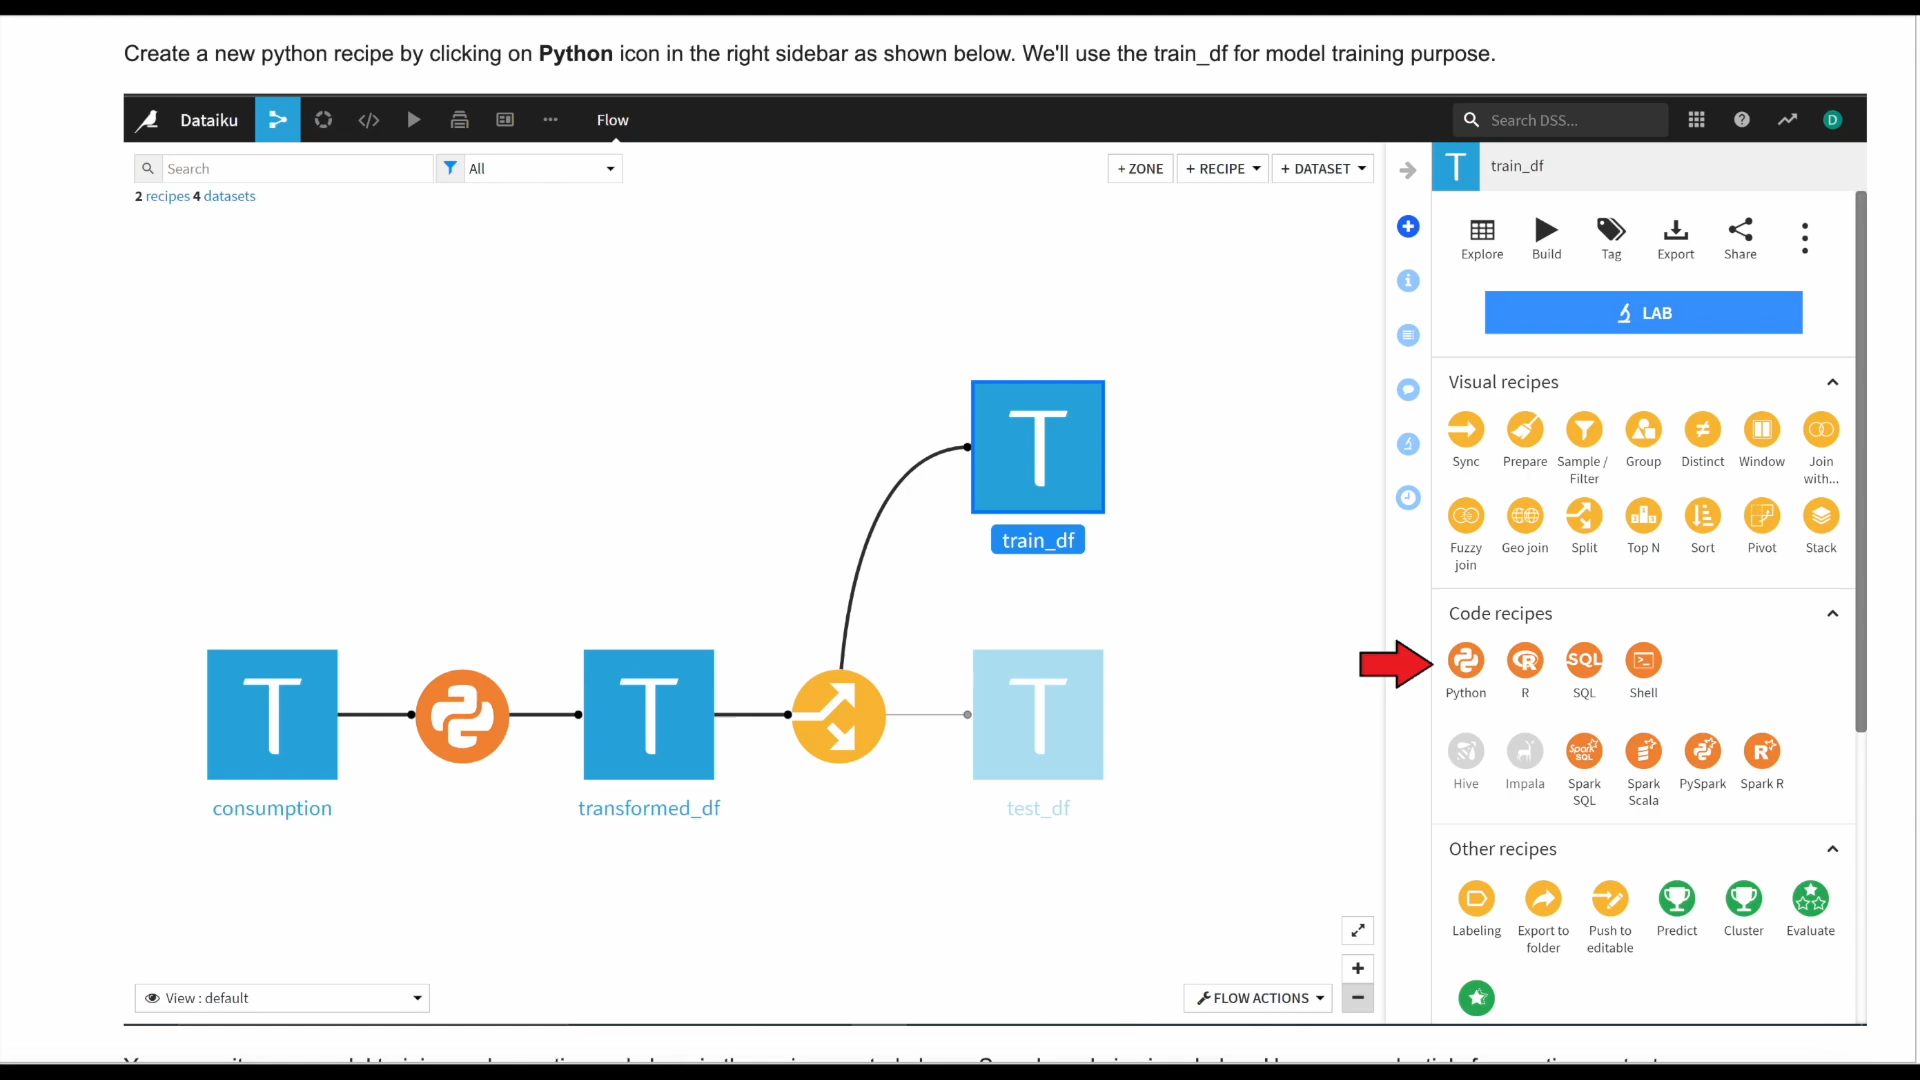 Create a new python recipe by clicking on Python icon in the right sidebar as shown below. We'll use the train_df for model training purpose.
Dataiku
Flow
Search DSS...
D
Search
All
+ ZONE
+ RECIPE
+ DATASET
T
train_df
2 recipes 4 datasets
Explore
Build
Tag
Export
Share
LAB
Visual recipes
Sync
Prepare
Sample /
Filter
Group
Distinct
Window
Join
with...
Fuzzy
join
Geo join
Split
Top N
Sort
Pivot
Stack
T
train_df
Code recipes
SQL
Python
R
SQL
Shell
Spark
SQL
Hive
Impala
Spark
SQL
Spark
Scala
PySpark
Spark R
T
consumption
T
transformed_df
T
test_df
Other recipes
Labeling
Export to
folder
Push to
editable
Predict
Cluster
Evaluate
View : default
FLOW ACTIONS